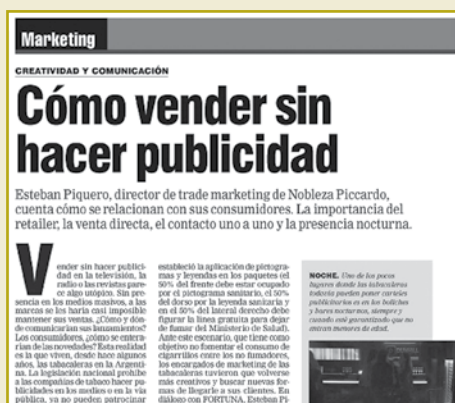 Marketing
CREATIVIDAD Y COMUNICACIÓN
Cómo vender sin
hacer publicidad
Esteban Piquero, director de trade marketing de Nobleza Piccardo,
cuenta cómo se relacionan con sus consumidores. La importancia del
retailer, la venta directa, el contacto uno a uno y la presencia nocturna.
Vender sin hacer publici-
dad en la televisión, la
radio o las revistas pare-
ce algo utópico. Sin pre-
sencia en los medios masivos, a las
marcas se les haría casi imposible
mantener sus ventas. ¿Cómo y dón-
de comunicarían sus lanzamientos?
Los consumidores, ¿cómo se entera-
rían de las novedades? Esta realidad
es la que viven, desde hace algunos
años, las tabacaleras en la Argenti-
na. La legislación nacional prohíbe
a las compañías de tabaco hacer pu-
blicidades en los medios o en la vía
pública, ya no pueden patrocinar
estableció la aplicación de pictogra-
mas y leyendas en los paquetes (el
50% del frente debe estar ocupado
por el pictograma sanitario, el 50%
del dorso por la leyenda sanitaria y
en el 50% del lateral derecho debe
figurar la línea gratuita para dejar
de fumar del Ministerio de Salud).
Ante este escenario, que tiene como
objetivo no fomentar el consumo de
cigarrillos entre los no fumadores,
los encargados de marketing de las
tabacaleras tuvieron que volverse
más creativos y buscar nuevas for-
mas de llegarle a sus clientes. En
diálogo con FORTUNA, Esteban Pi-
NOCHE. Uno de los pocos
lugares donde las tabacaleras
todavía pueden poner carteles
publicitarios es en los boliches
y bares nocturnos, siempre y
cuando esté garantizado que no
entran menores de edad.